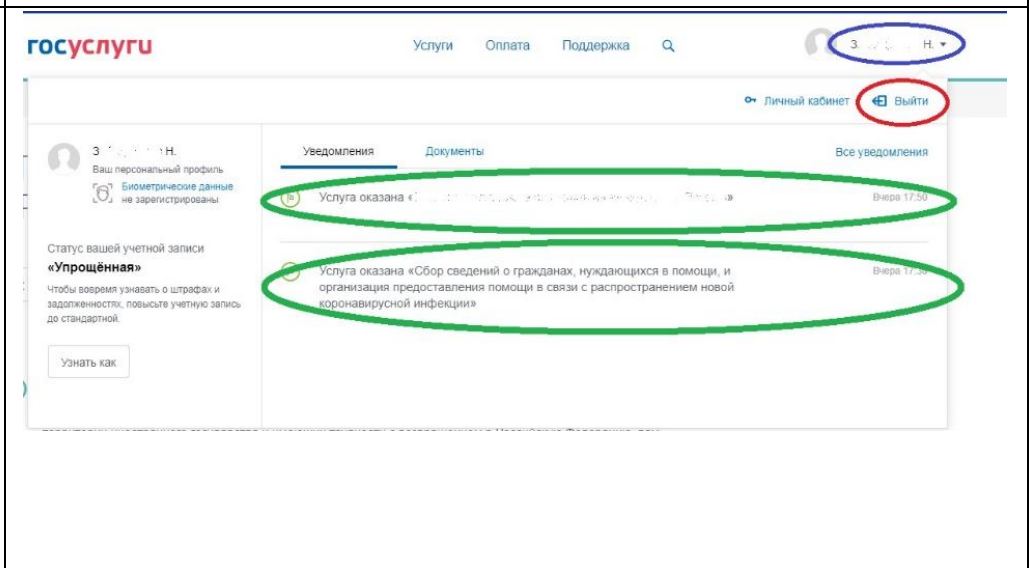 госуслуги
Услуги Оплата Поддержка
З Н.
Личный кабинет Выйти
З Н.
Ваш персональный профиль
Биометрические данные
не зарегистрированы
Уведомления Документы Все уведомления
Услуга оказана « » Вчера 17:50
Статус вашей учетной записи
«Упрощённая»
Чтобы вовремя узнавать о штрафах и
задолженностях, повысьте учетную запись
до стандартной.
Узнать как
Услуга оказана «Сбор сведений о гражданах, нуждающихся в помощи, и Вчера
организация предоставления помощи в связи с распространением новой
коронавирусной инфекции»